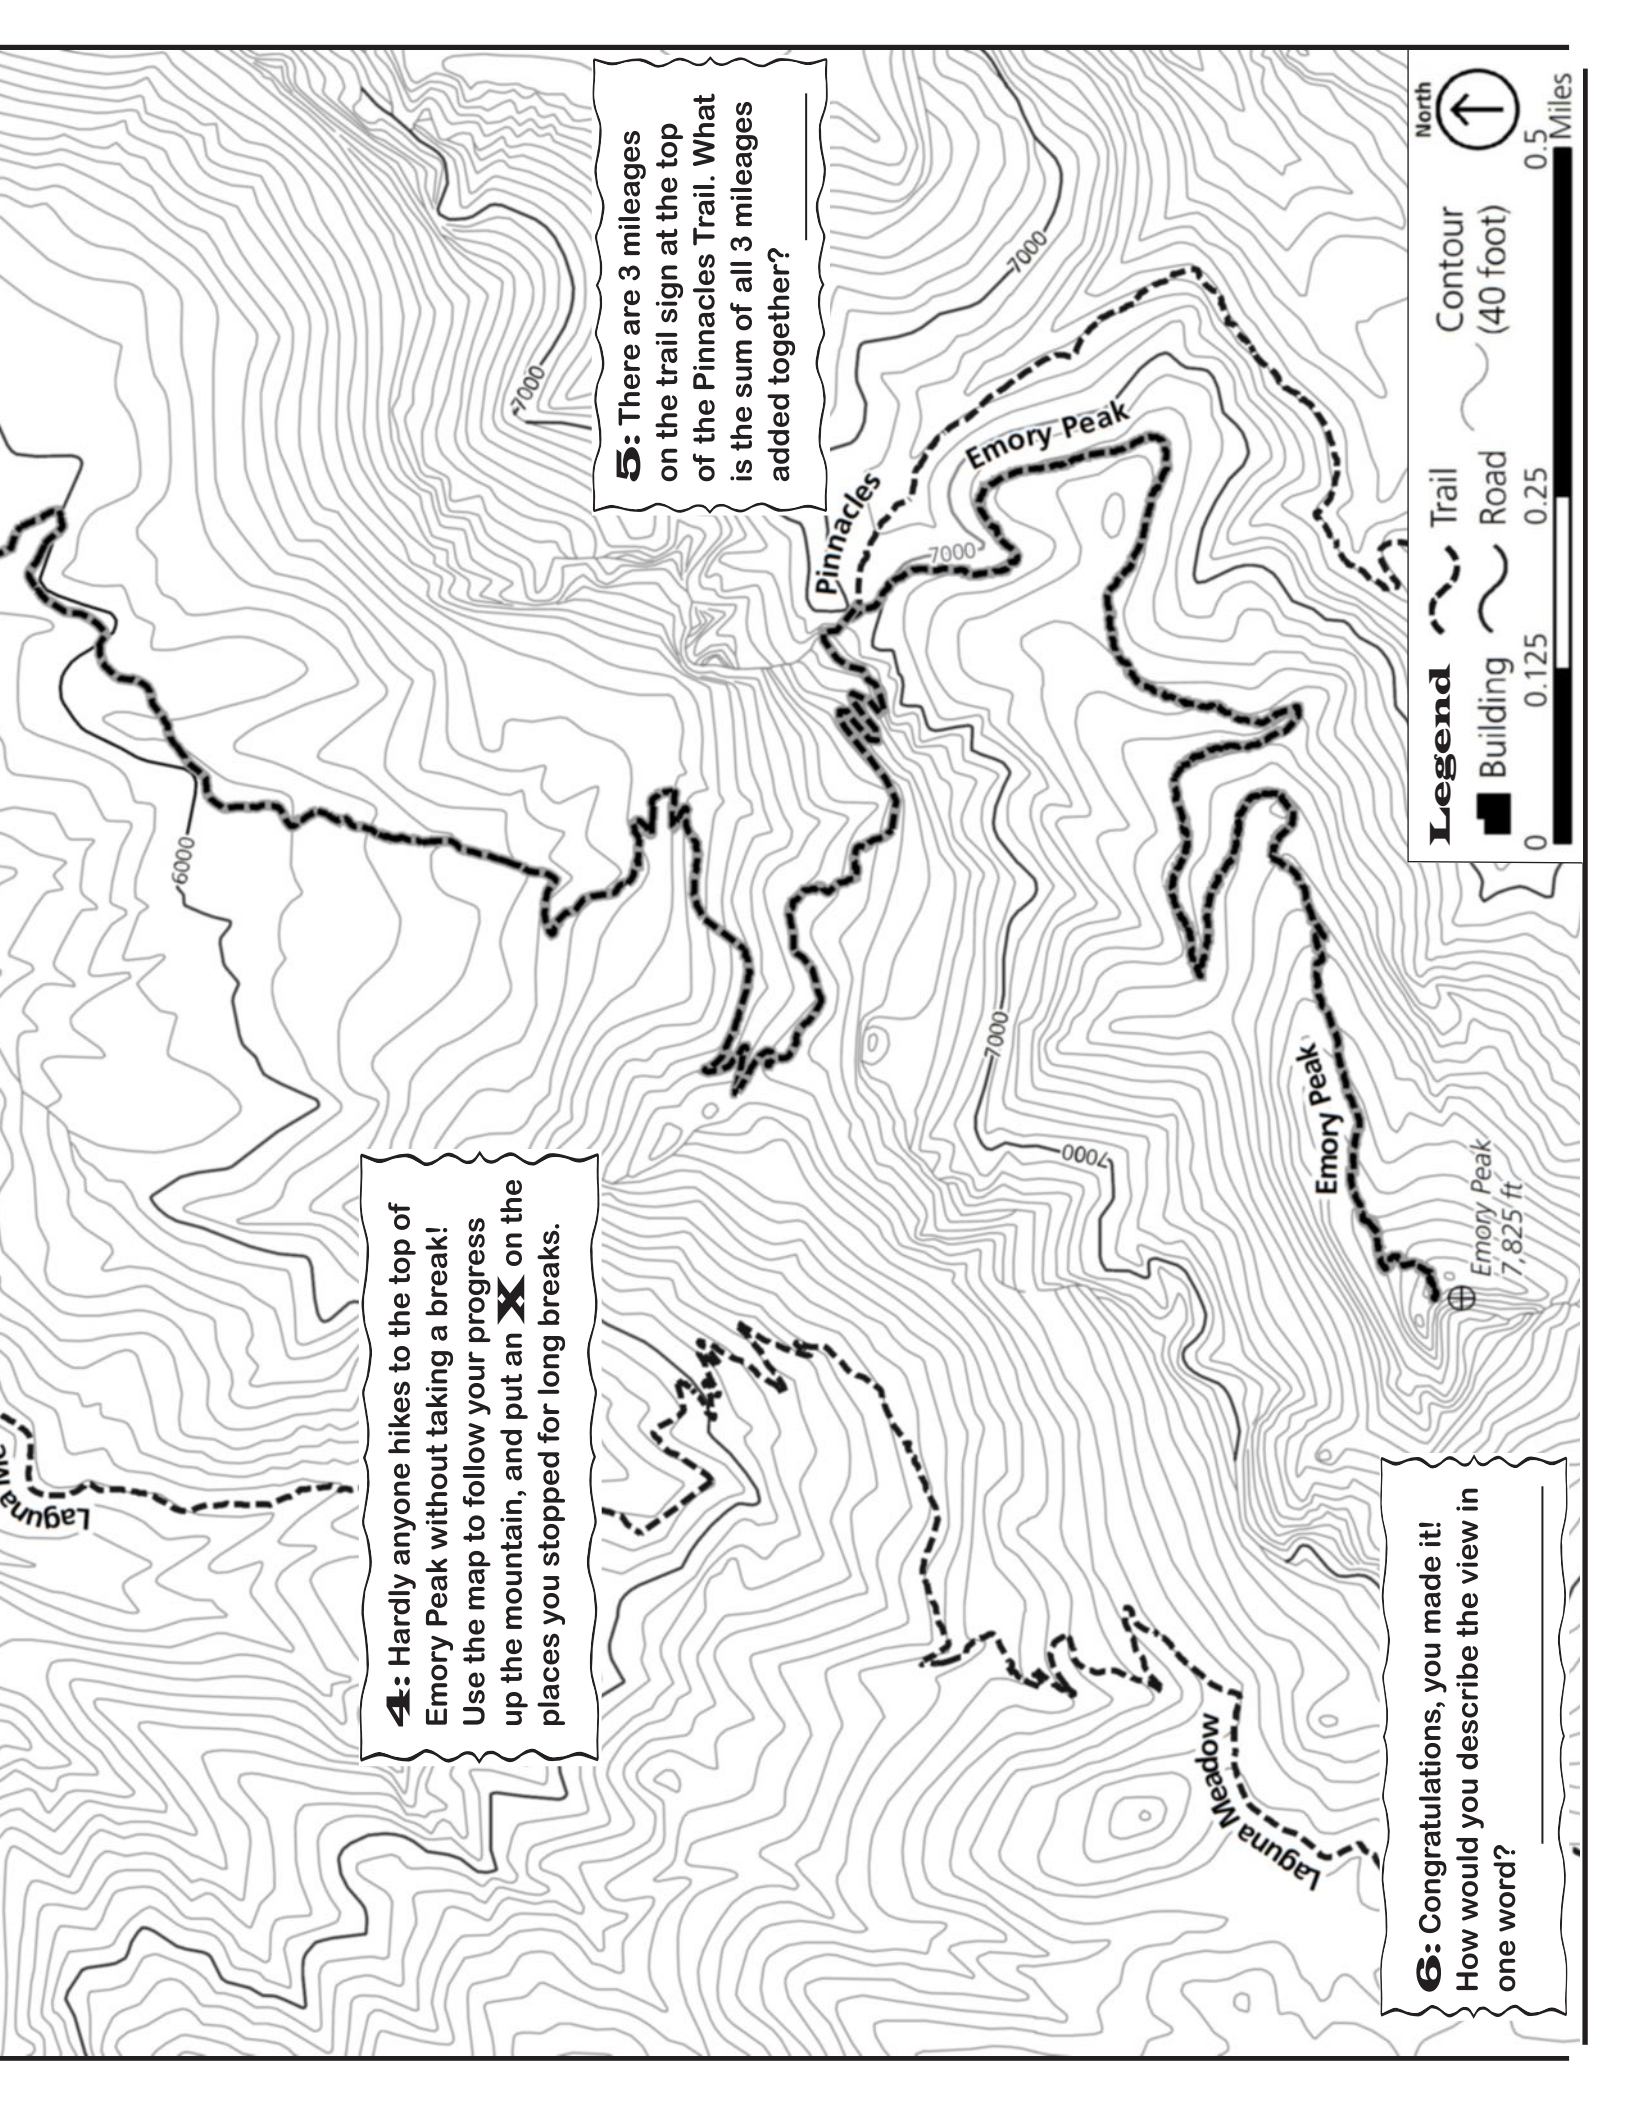 Laguna Me
6000
7000
5: There are 3 mileages
on the trail sign at the top
of the Pinnacles Trail. What
is the sum of all 3 mileages
added together?
7000
Pinnacles
7000
Emory Peak
4: Hardly anyone hikes to the top of
Emory Peak without taking a break!
Use the map to follow your progress
up the mountain, and put an X on the
places you stopped for long breaks.
7000
7000
Emory Peak
Emory Peak
7,825 ft
Laguna Meadow
6: Congratulations, you made it!
How would you describe the view in
one word?
Legend
Trail
Contour
(40 foot)
Building
Road
North
0
0.125
0.25
0.5
Miles